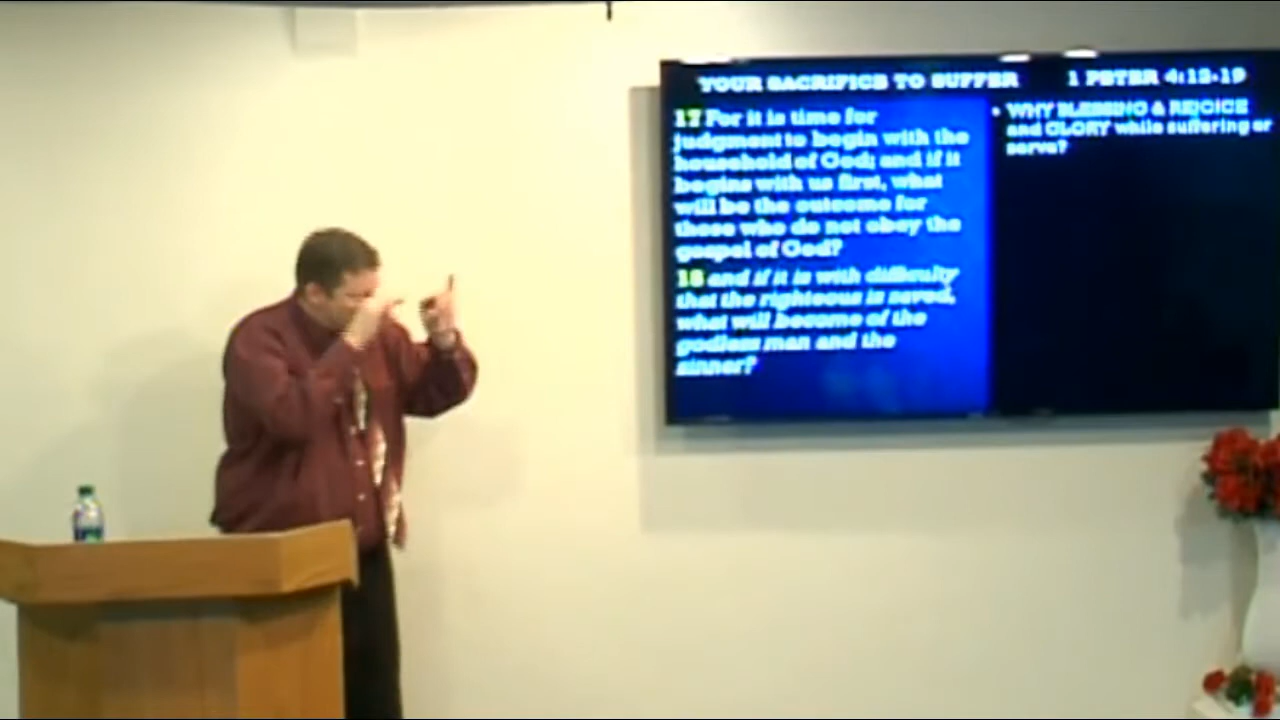 YOUR SACRIFICE TO SUFFER 1 PETER 4:12-19
17 For it is time for
judgment to begin with the
household of God; and if it
begins with us first, what
will be the outcome for
those who do not obey the
gospel of God?
18 and if it is with difficulty
that the righteous is saved,
what will become of the
godless man and the
sinner?
• WHY BLESSING & REJOICE
and GLORY while suffering or
serve?